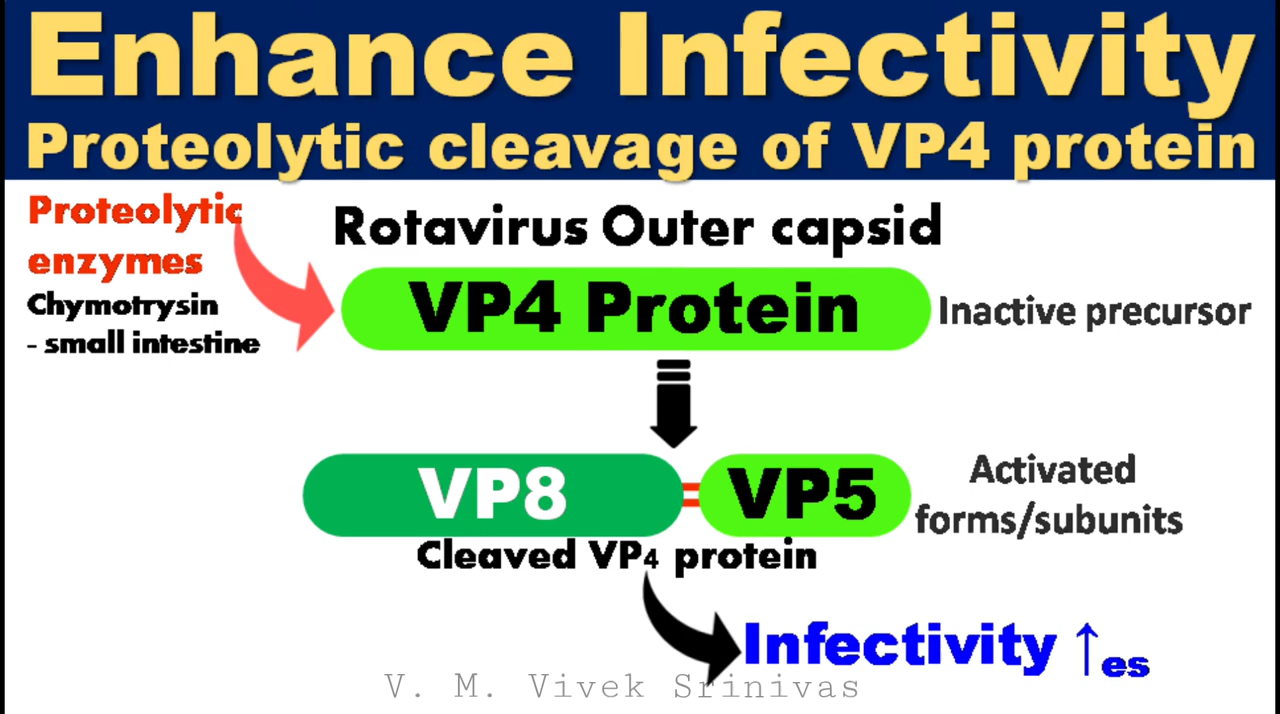 Enhance Infectivity
Proteolytic cleavage of VP4 protein
Proteolytic
enzymes
Chymotrysin
- small intestine
Rotavirus Outer capsid
VP4 Protein
Inactive precursor
VP8 = VP5
Activated
forms/subunits
Cleaved VP4 protein
Infectivity ↑es
V. M. Vivek Srinivas